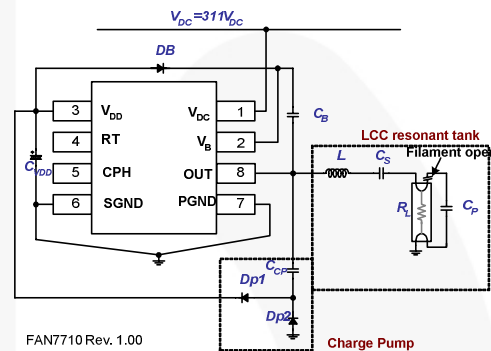 VDC=311VDC
DB
3 VDD VDC 1
4 RT VB 2
5 CPH OUT 8
6 SGND PGND 7
CVDD
CB
LCC resonant tank
Filament ope
L CS
RL CP
CCP
Dp1
Dp2
FAN7710 Rev. 1.00
Charge Pump